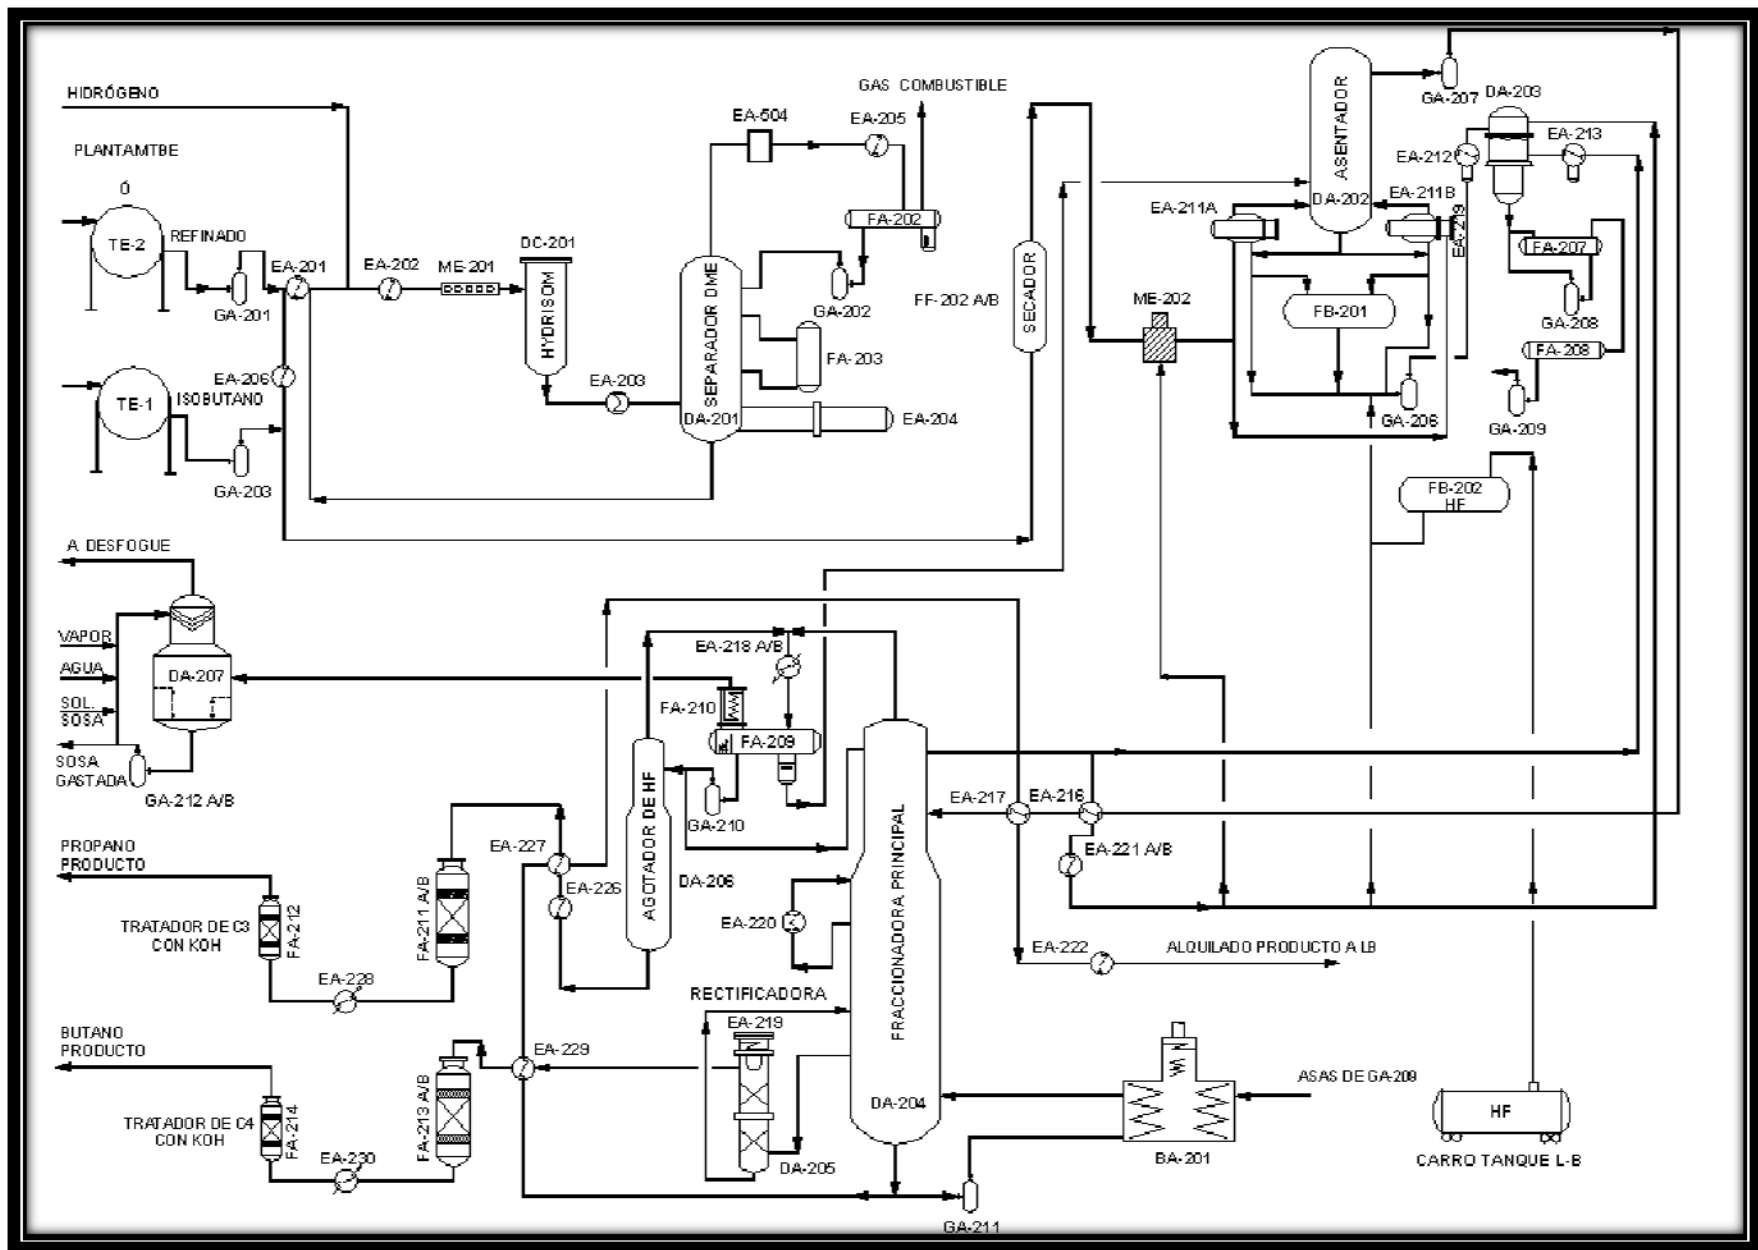 HIDRÓGENO
PLANTAMTBE
Ó
TE-2
REFINADO
GA-201
EA-201
EA-202
ME-201
DC-201
HYDRISOM
EA-206
ISOBUTANO
TE-1
GA-203
EA-203
SEPARADOR DME
DA-201
EA-504
EA-205
GAS COMBUSTIBLE
FA-202
GA-202
FA-203
EA-204
FF-202 A/B
SECADOR
ME-202
ASENTADOR
DA-202
EA-211A
EA-211B
EA-219
FB-201
GA-206
GA-207
DA-203
EA-212
EA-213
FA-207
GA-208
FA-208
GA-209
FB-202
HF
A DESFOGUE
VAPOR
AGUA
SOL.
SOSA
SOSA
GASTADA
DA-207
GA-212 A/B
EA-218 A/B
FA-210
FA-209
GA-210
AGOTADOR DE HF
DA-206
FRACCIONADORA PRINCIPAL
DA-204
EA-217
EA-216
EA-221 A/B
EA-220
EA-222
ALQUILADO PRODUCTO A LB
PROPANO
PRODUCTO
TRATADOR DE C3
CON KOH
FA-212
EA-228
FA-211 A/B
EA-227
EA-226
BUTANO
PRODUCTO
TRATADOR DE C4
CON KOH
FA-214
EA-230
FA-213 A/B
EA-229
RECTIFICADORA
EA-219
DA-205
GA-211
BA-201
ASAS DE GA-209
HF
CARRO TANQUE L-B